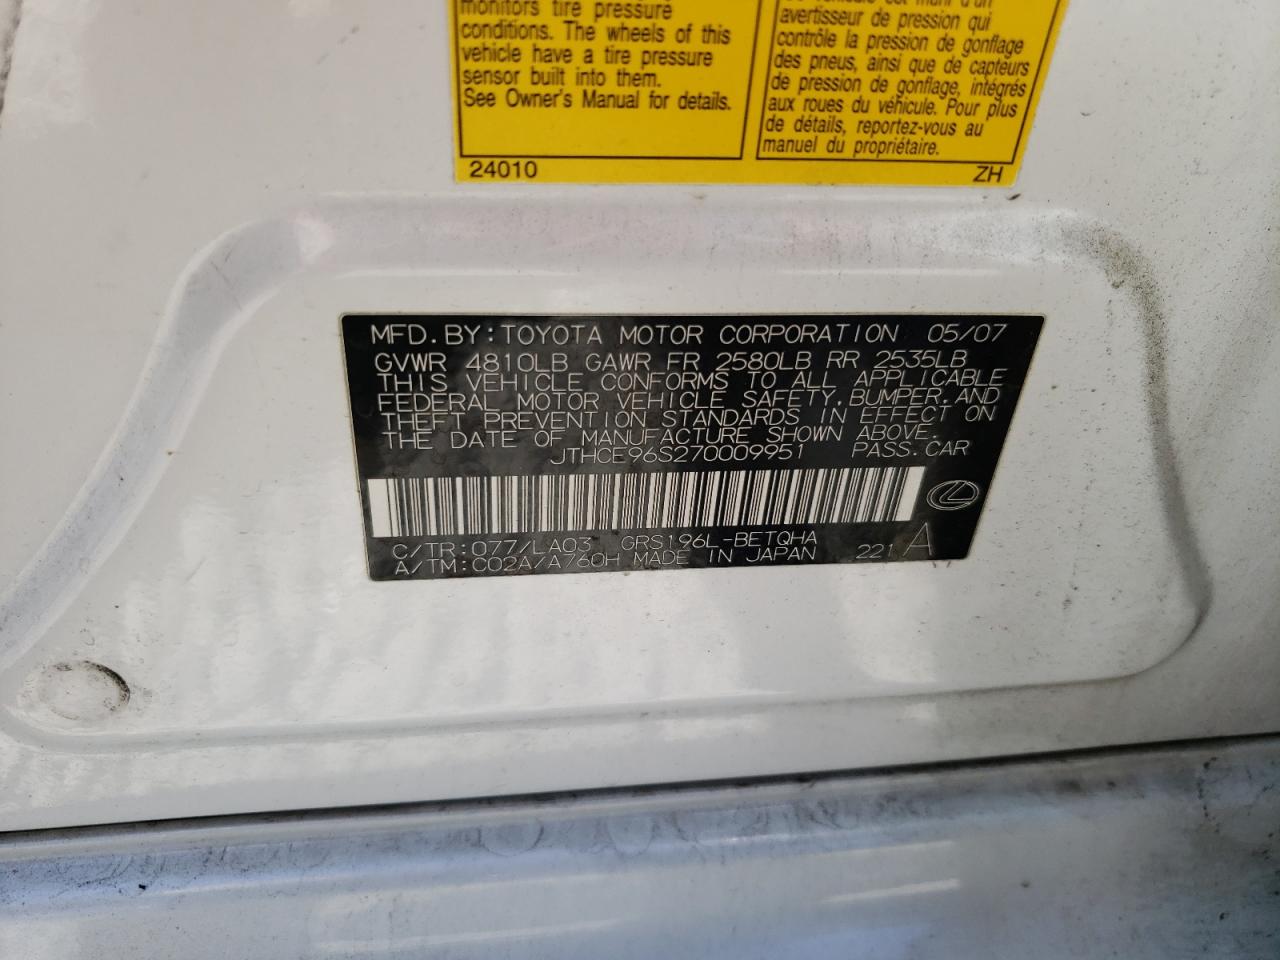 monitors tire pressure
conditions. The wheels of this
vehicle have a tire pressure
sensor built into them.
See Owner's Manual for details.
avertisseur de pression qui
contrôle la pression de gonflage
des pneus, ainsi que de capteurs
de pression de gonflage, intégrés
aux roues du véhicule. Pour plus
de détails, reportez-vous au
manuel du propriétaire.
24010
ZH
MFD. BY: TOYOTA MOTOR CORPORATION 05/07
GVWR 4810LB GAWR FR 2580LB RR 2535LB
THIS VEHICLE CONFORMS TO ALL APPLICABLE
FEDERAL MOTOR VEHICLE SAFETY, BUMPER, AND
THEFT PREVENTION STANDARDS IN EFFECT ON
THE DATE OF MANUFACTURE SHOWN ABOVE.
JTHCE96S270009951 PASS. CAR
C/TR: 077/LA03 GRS196L-BETQHA
A/TM: C02A/A760H MADE IN JAPAN 221 A